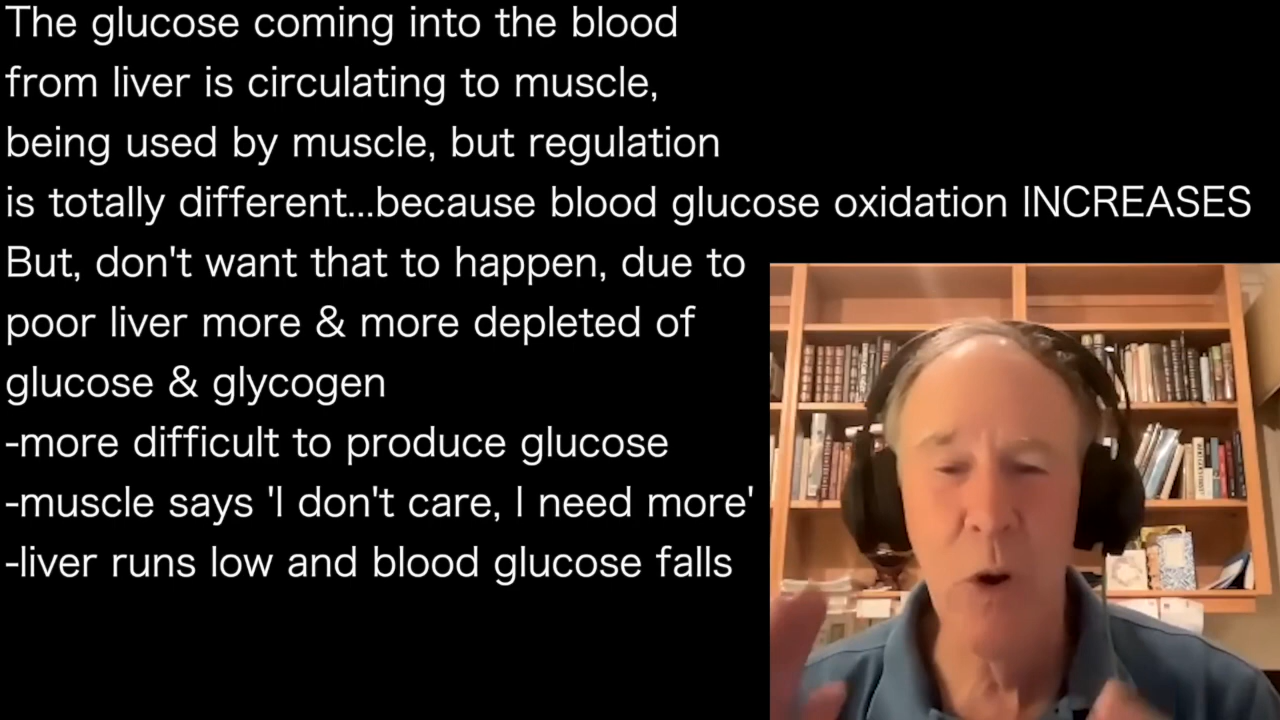 The glucose coming into the blood
from liver is circulating to muscle,
being used by muscle, but regulation
is totally different...because blood glucose oxidation INCREASES
But, don't want that to happen, due to
poor liver more & more depleted of
glucose & glycogen
-more difficult to produce glucose
-muscle says 'I don't care, I need more'
-liver runs low and blood glucose falls